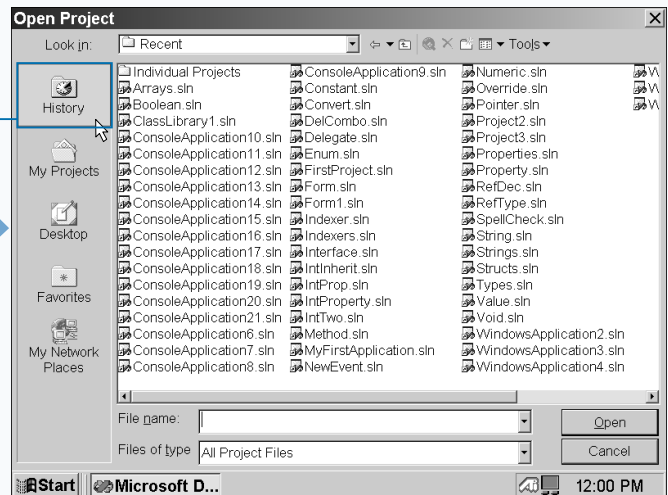 Open Project
Look in:
Recent
Tools
History
My Projects
Desktop
Favorites
My Network
Places
Individual Projects
Arrays.sln
Boolean.sln
ClassLibrary1.sln
ConsoleApplication10.sln
ConsoleApplication11.sln
ConsoleApplication12.sln
ConsoleApplication13.sln
ConsoleApplication14.sln
ConsoleApplication15.sln
ConsoleApplication16.sln
ConsoleApplication17.sln
ConsoleApplication18.sln
ConsoleApplication19.sln
ConsoleApplication20.sln
ConsoleApplication21.sln
ConsoleApplication6.sln
ConsoleApplication7.sln
ConsoleApplication8.sln
ConsoleApplication9.sln
Constant.sln
Convert.sln
DelCombo.sln
Delegate.sln
Enum.sln
FirstProject.sln
Form.sln
Form1.sln
Indexer.sln
Indexers.sln
Interface.sln
IntInherit.sln
IntProp.sln
IntProperty.sln
IntTwo.sln
Method.sln
MyFirstApplication.sln
NewEvent.sln
Numeric.sln
Override.sln
Pointer.sln
Project2.sln
Project3.sln
Properties.sln
Property.sln
RefDec.sln
RefType.sln
SpellCheck.sln
String.sln
Strings.sln
Structs.sln
Types.sln
Value.sln
Void.sln
WindowsApplication2.sln
WindowsApplication3.sln
WindowsApplication4.sln
File name:
Open
Files of type
All Project Files
Cancel
Start
Microsoft D...
12:00 PM